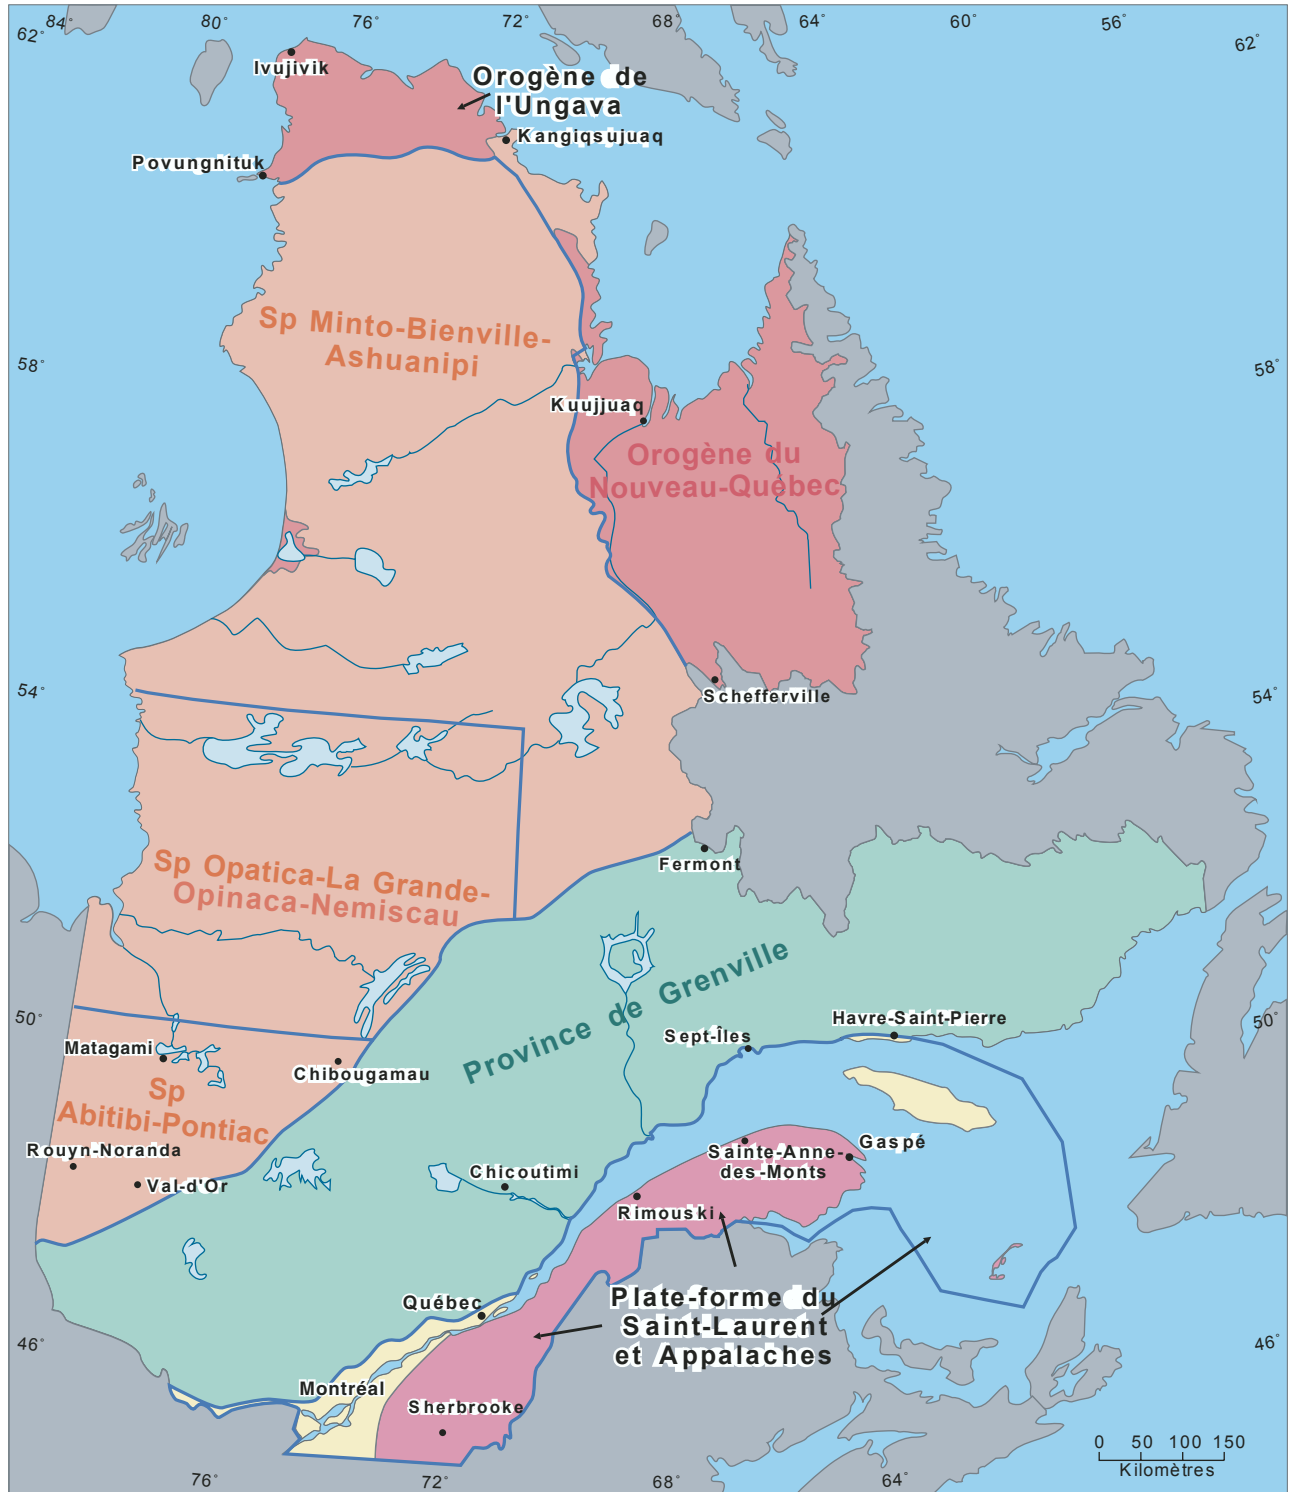 84° 80° 76° 72° 68° 64° 60° 56°
62° 62°
Ivujivik
Orogène de
l'Ungava
Kangiqsujuaq
Povungnituk
Sp Minto-Bienville-
Ashuanipi
58° 58°
Kuujjuaq
Orogène du
Nouveau-Québec
54° 54°
Schefferville
Fermont
Sp Opatica-La Grande-
Opinaca-Nemiscau
Province de Grenville
50° 50°
Havre-Saint-Pierre
Sept-Îles
Matagami
Chibougamau
Sp
Abitibi-Pontiac
Rouyn-Noranda
Val-d'Or
Chicoutimi
Sainte-Anne-
des-Monts
Gaspé
Rimouski
Québec
Plate-forme du
Saint-Laurent
et Appalaches
46° 46°
Montréal
Sherbrooke
0 50 100 150
Kilomètres
76° 72° 68° 64°